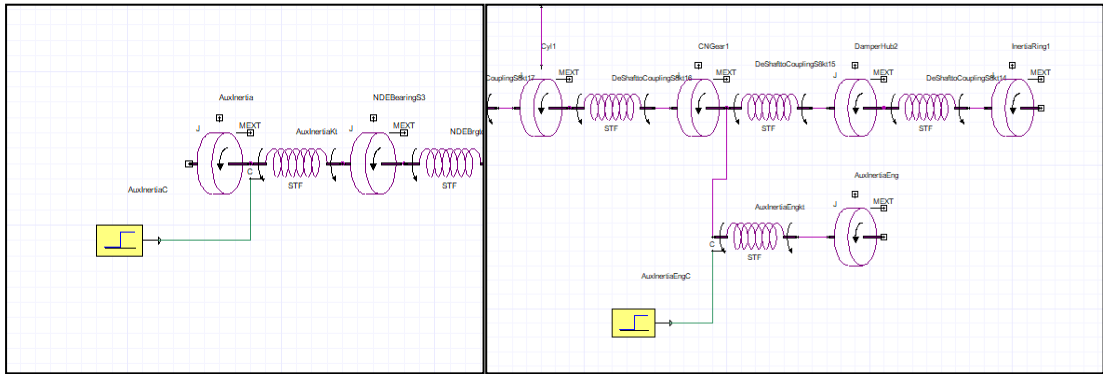 AuxInertia
NDEBearingS3
J
MEXT
AuxInertiaKt
J
MEXT
NDEBrgto
C
STF
STF
AuxInertiaC
Cyl1
CNGear1
DamperHub2
InertiaRing1
CouplingS8kt17
MEXT
DeShafttoCouplingS8kt16
MEXT
DeShafttoCouplingS8kt15
J
MEXT
DeShafttoCouplingS8kt14
STF
STF
STF
AuxInertiaEng
AuxInertiaEngkt
J
MEXT
C
STF
AuxInertiaEngC